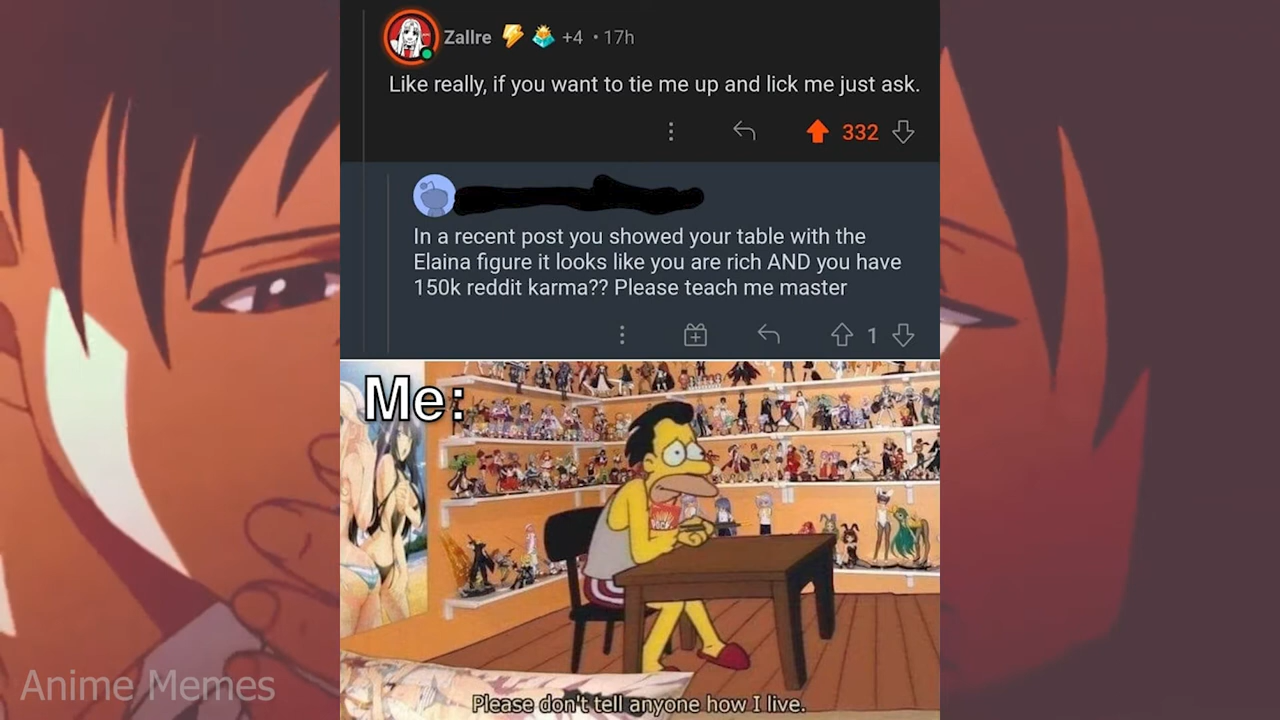 Zallre +4 • 17h
Like really, if you want to tie me up and lick me just ask.
332
In a recent post you showed your table with the
Elaina figure it looks like you are rich AND you have
150k reddit karma?? Please teach me master
1
Me:
Please don't tell anyone how I live.
Anime Memes